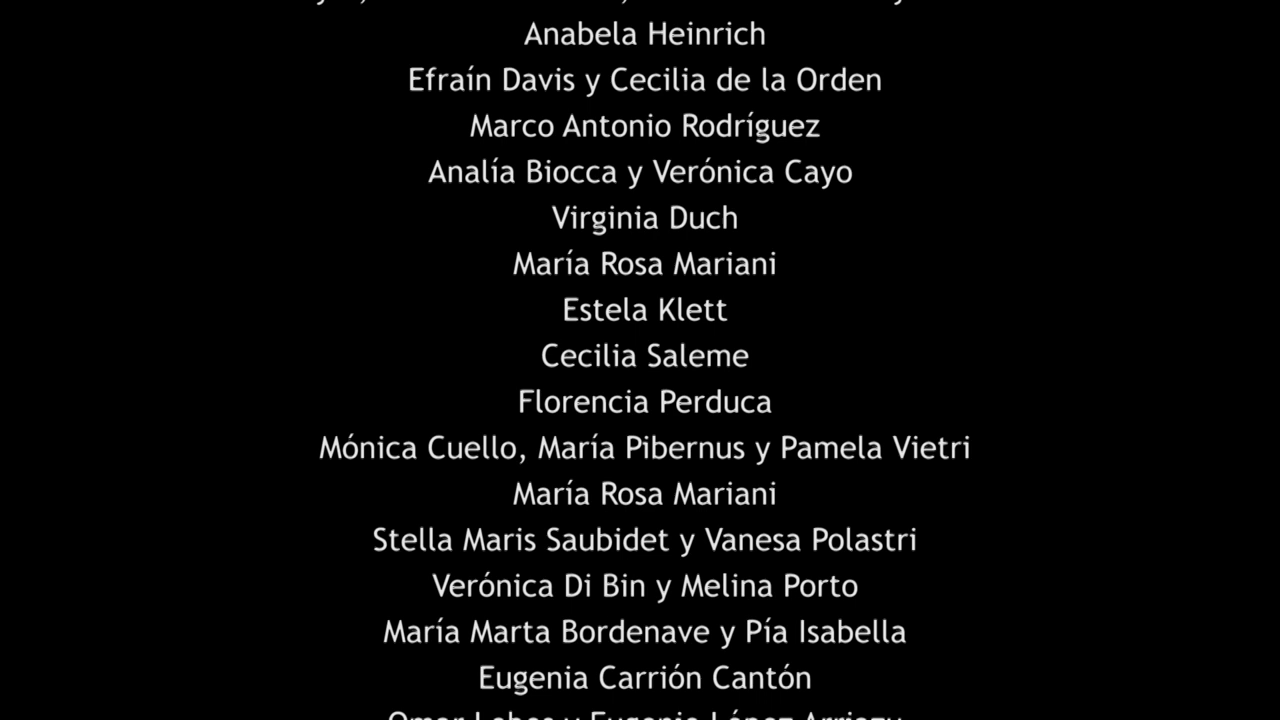 Anabela Heinrich
Efraín Davis y Cecilia de la Orden
Marco Antonio Rodríguez
Analía Biocca y Verónica Cayo
Virginia Duch
María Rosa Mariani
Estela Klett
Cecilia Saleme
Florencia Perduca
Mónica Cuello, María Pibernus y Pamela Vietri
María Rosa Mariani
Stella Maris Saubidet y Vanesa Polastri
Verónica Di Bin y Melina Porto
María Marta Bordenave y Pía Isabella
Eugenia Carrión Cantón